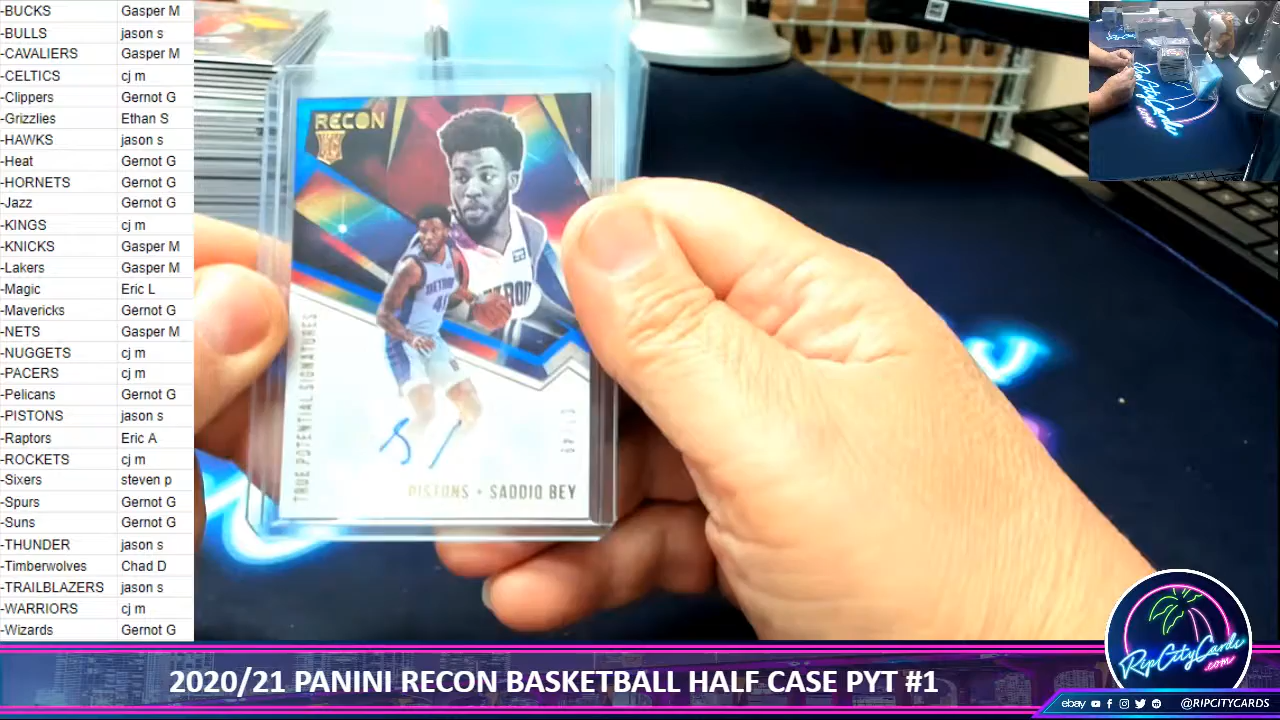 -BUCKS Gasper M
-BULLS jason s
-CAVALIERS Gasper M
-CELTICS cj m
-Clippers Gernot G
-Grizzlies Ethan S
-HAWKS jason s
-Heat Gernot G
-HORNETS Gernot G
-Jazz Gernot G
-KINGS cj m
-KNICKS Gasper M
-Lakers Gasper M
-Magic Eric L
-Mavericks Gernot G
-NETS Gasper M
-NUGGETS cj m
-PACERS cj m
-Pelicans Gernot G
-PISTONS jason s
-Raptors Eric A
-ROCKETS cj m
-Sixers steven p
-Spurs Gernot G
-Suns Gernot G
-THUNDER jason s
-Timberwolves Chad D
-TRAILBLAZERS jason s
-WARRIORS cj m
-Wizards Gernot G
RECON
TRUE POTENTIAL SIGNATURES
PISTONS • SADDIQ BEY
2020/21 PANINI RECON BASKETBALL HALF CASE PYT #1
RipCityCards
.com
ebay @RIPCITYCARDS